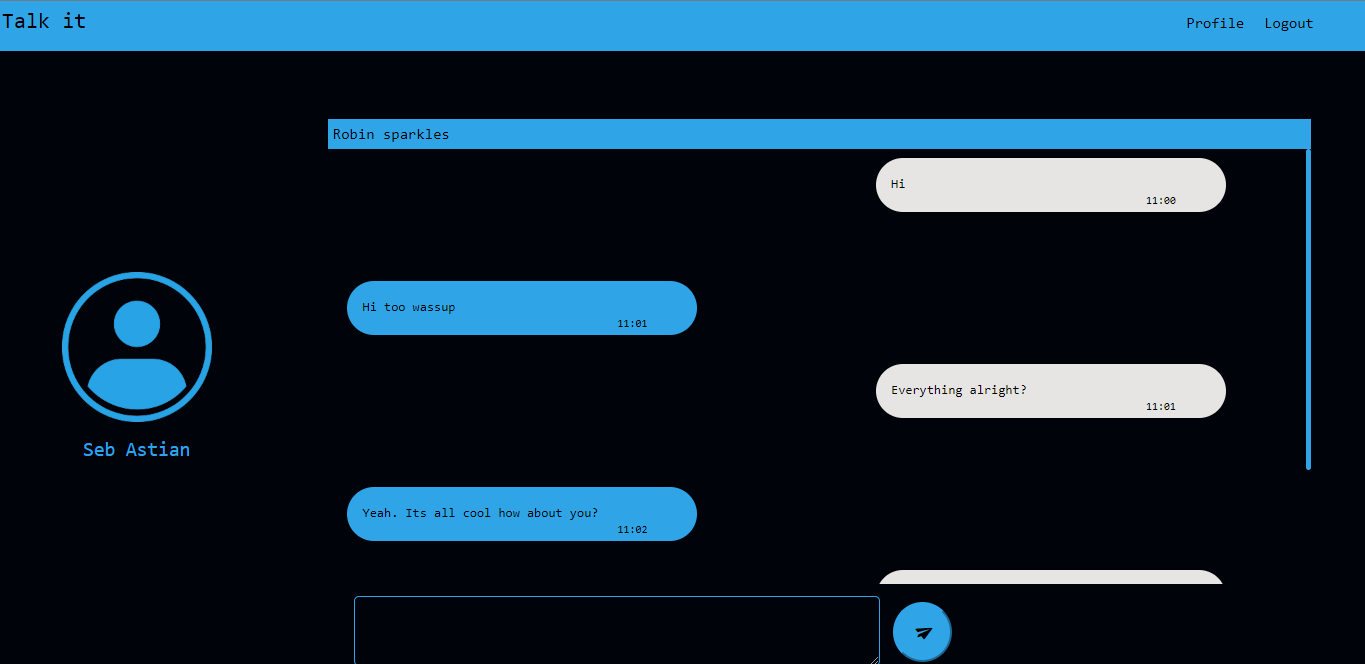 Talk it
Profile Logout
Robin sparkles
Hi
11:00
Hi too wassup
11:01
Everything alright?
11:01
Seb Astian
Yeah. Its all cool how about you?
11:02